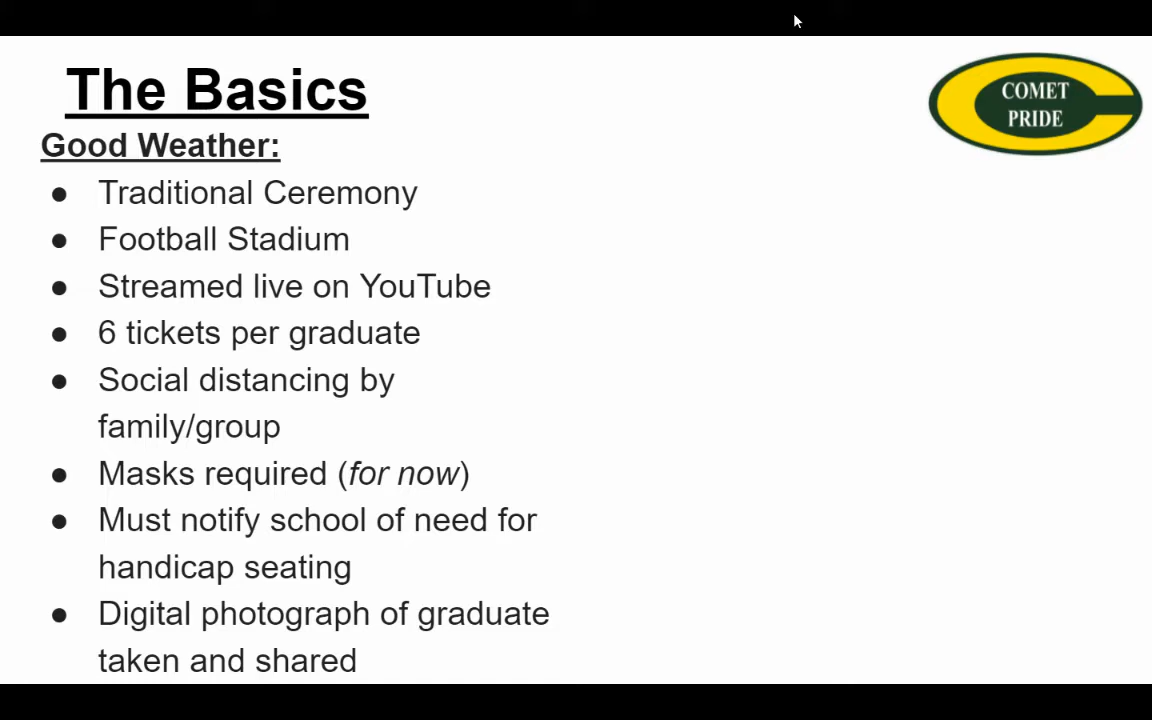 The Basics
COMET
PRIDE
Good Weather:
● Traditional Ceremony
● Football Stadium
● Streamed live on YouTube
● 6 tickets per graduate
● Social distancing by
family/group
● Masks required (for now)
● Must notify school of need for
handicap seating
● Digital photograph of graduate
taken and shared